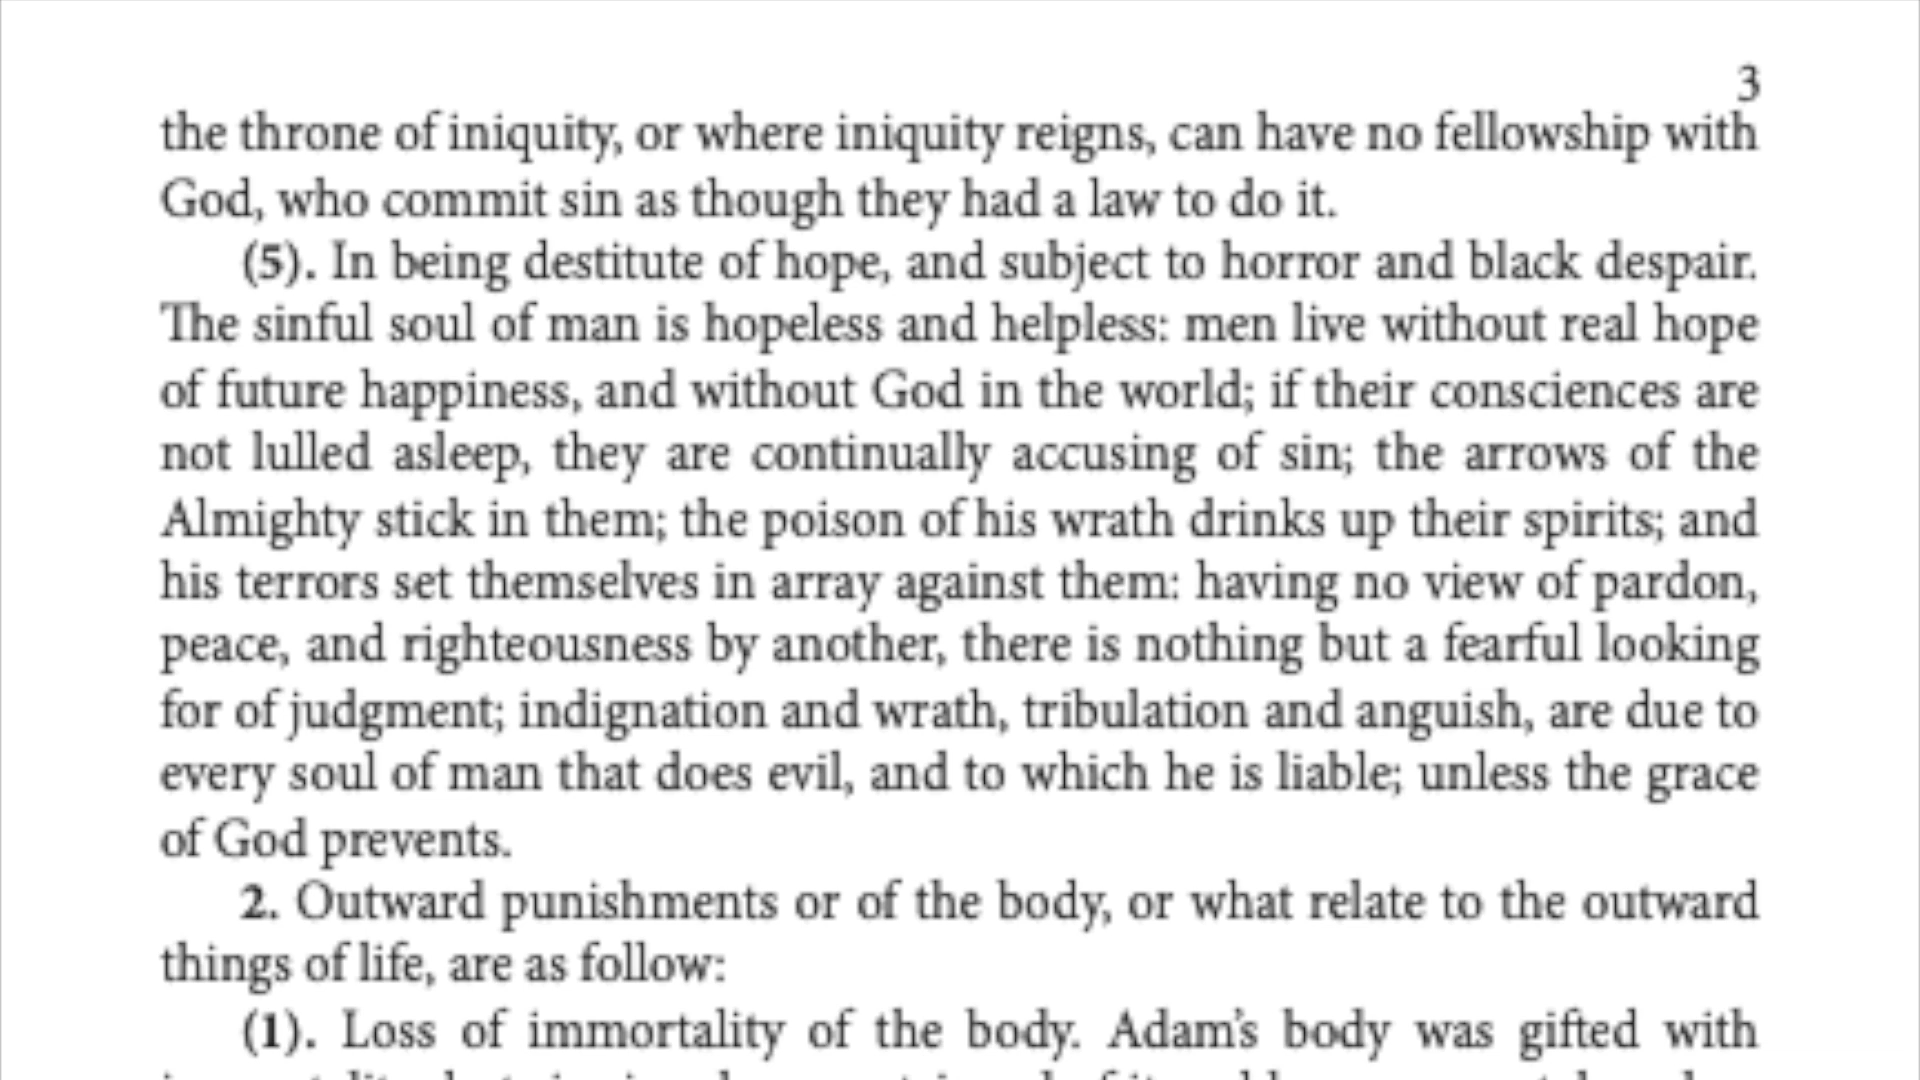 3
the throne of iniquity, or where iniquity reigns, can have no fellowship with
God, who commit sin as though they had a law to do it.
(5). In being destitute of hope, and subject to horror and black despair.
The sinful soul of man is hopeless and helpless: men live without real hope
of future happiness, and without God in the world; if their consciences are
not lulled asleep, they are continually accusing of sin; the arrows of the
Almighty stick in them; the poison of his wrath drinks up their spirits; and
his terrors set themselves in array against them: having no view of pardon,
peace, and righteousness by another, there is nothing but a fearful looking
for of judgment; indignation and wrath, tribulation and anguish, are due to
every soul of man that does evil, and to which he is liable; unless the grace
of God prevents.
2. Outward punishments or of the body, or what relate to the outward
things of life, are as follow:
(1). Loss of immortality of the body. Adam's body was gifted with